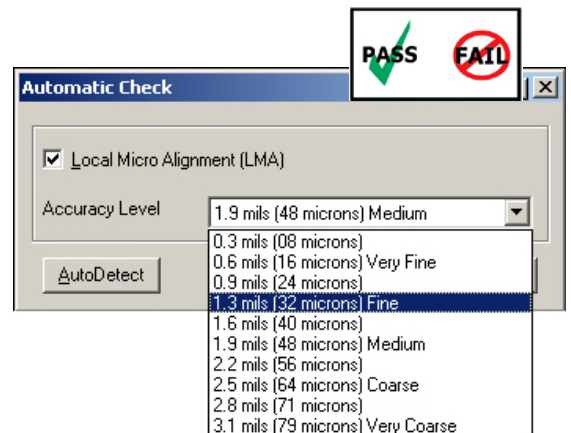 PASS FAIL
Automatic Check
Local Micro Alignment (LMA)
Accuracy Level 1.9 mils (48 microns) Medium
0.3 mils (08 microns)
0.6 mils (16 microns) Very Fine
AutoDetect 0.9 mils (24 microns)
1.3 mils (32 microns) Fine
1.6 mils (40 microns)
1.9 mils (48 microns) Medium
2.2 mils (56 microns)
2.5 mils (64 microns) Coarse
2.8 mils (71 microns)
3.1 mils (79 microns) Very Coarse